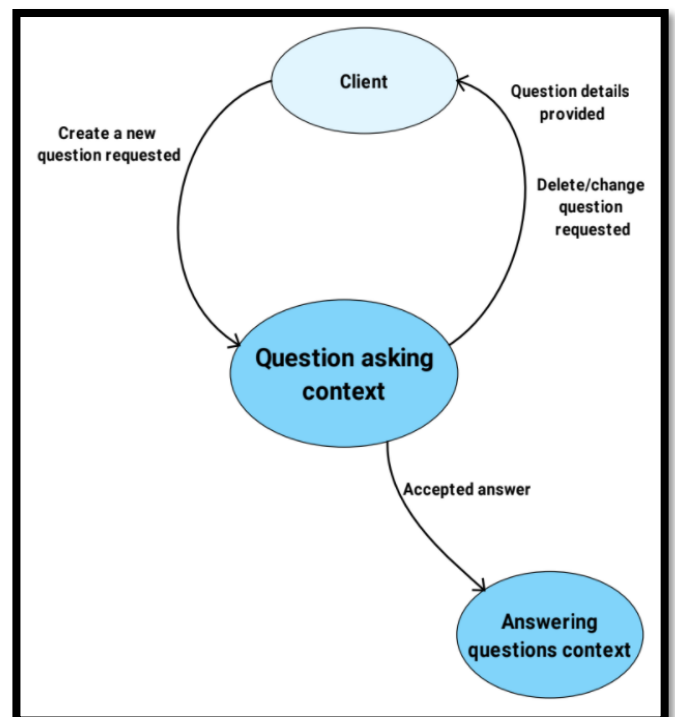 Client
Question details
provided
Create a new
question requested
Delete/change
question
requested
Question asking
context
Accepted answer
Answering
questions context